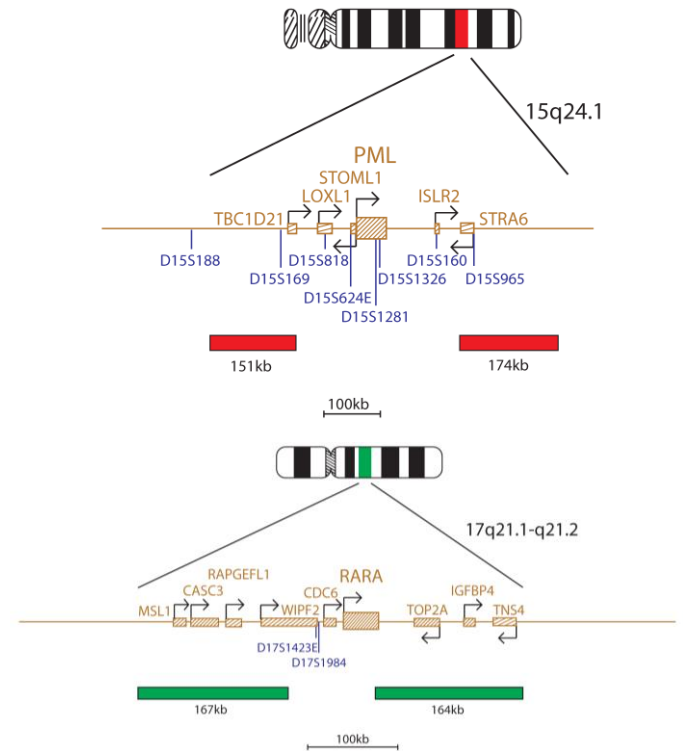 15q24.1
PML
STOML1
LOXL1
ISLR2
TBC1D21
STRA6
D15S188
D15S818
D15S160
D15S169
D15S1326
D15S965
D15S624E
D15S1281
151kb
174kb
100kb
17q21.1-q21.2
RAPGEFL1
RARA
CASC3
CDC6
IGFBP4
MSL1
WIPF2
TOP2A
TNS4
D17S1423E
D17S1984
167kb
164kb
100kb